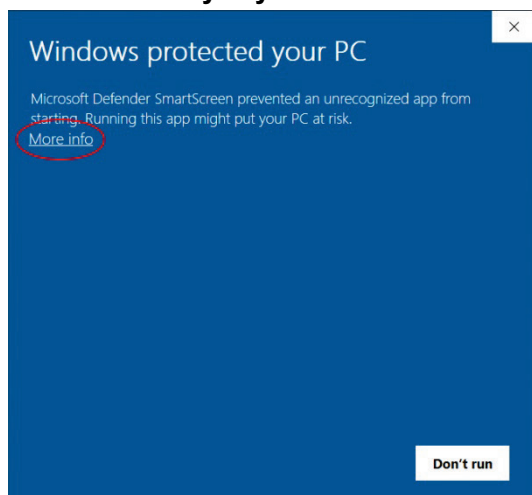 Windows protected your PC
Microsoft Defender SmartScreen prevented an unrecognized app from
starting. Running this app might put your PC at risk.
More info
Don't run